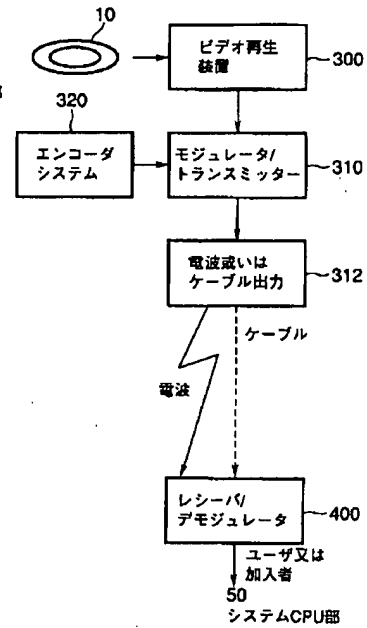 10
ビデオ再生
装置
300
320
エンコーダ
システム
モジュレータ/
トランスミッター
310
電波或いは
ケーブル出力
312
ケーブル
電波
レシーバ/
デモジュレータ
400
ユーザ又は
加入者
50
システムCPU部